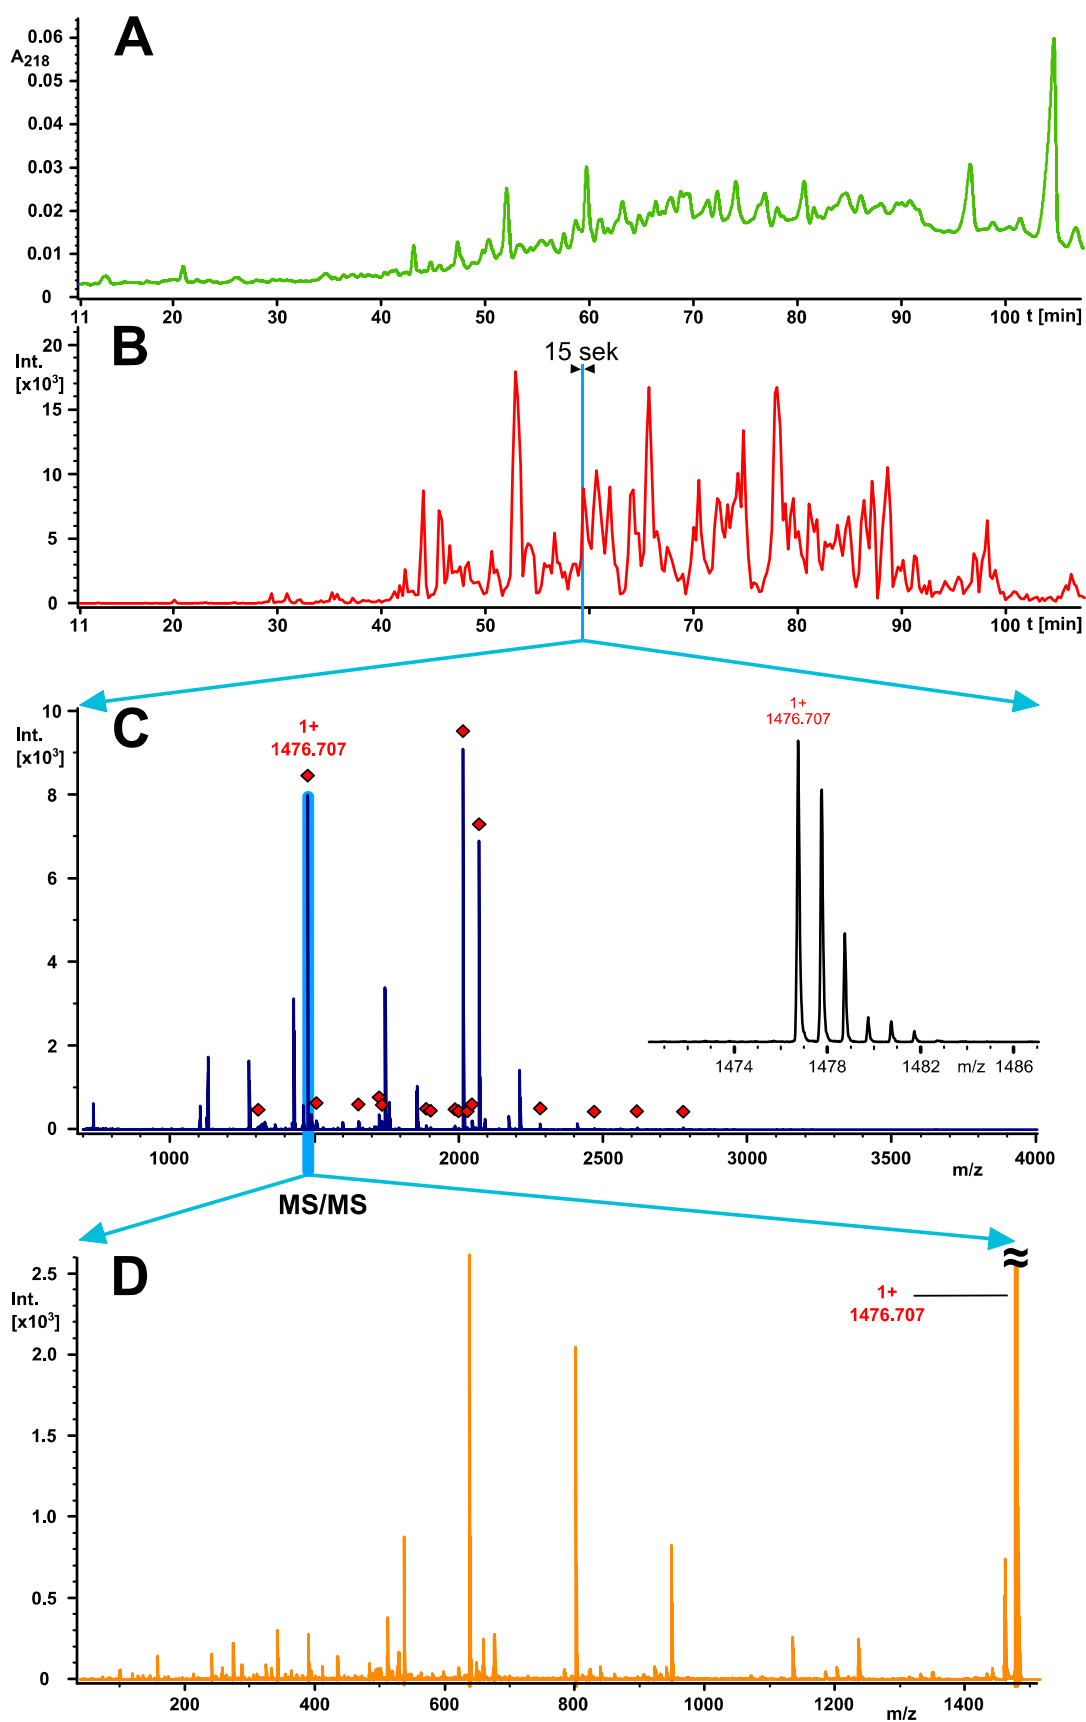 A
0.06
A218
0.05
0.04
0.03
0.02
0.01
0
11 20 30 40 50 60 70 80 90 100 t [min]
B
20
Int.
[x10³]
15 sek
15
10
5
0
11 20 30 40 50 60 70 80 90 100 t [min]
10
C
Int.
[x10³]
1+
1476.707
1+
1476.707
8
6
4
2
0
1474 1478 1482 m/z 1486
1000 2000 2500 3000 3500 4000
m/z
MS/MS
D
2.5
Int.
[x10³]
≈
1+
1476.707
2.0
1.5
1.0
0.5
0
200 400 600 800 1000 1200 1400
m/z